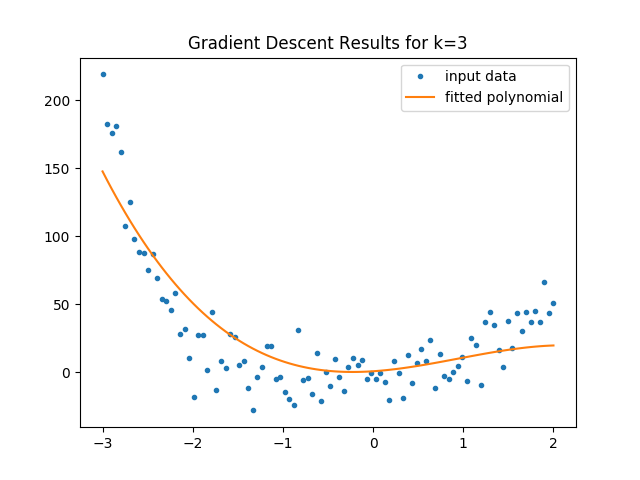 Gradient Descent Results for k=3
input data
fitted polynomial
200
150
100
50
0
−3 −2 −1 0 1 2